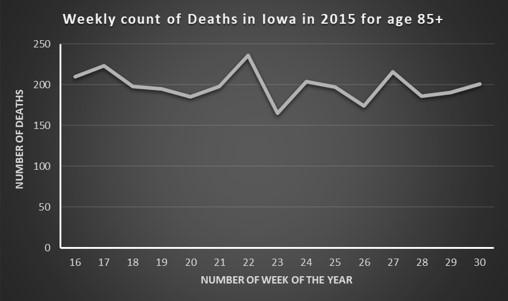 Weekly count of Deaths in Iowa in 2015 for age 85+
250
200
150
100
50
0
NUMBER OF DEATHS
16 17 18 19 20 21 22 23 24 25 26 27 28 29 30
NUMBER OF WEEK OF THE YEAR